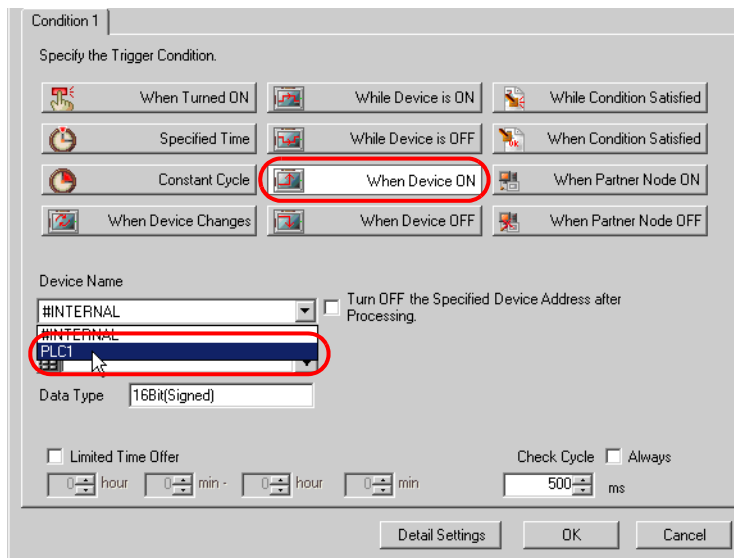 Condition 1
Specify the Trigger Condition.
When Turned ON While Device is ON While Condition Satisfied
Specified Time While Device is OFF When Condition Satisfied
Constant Cycle When Device ON When Partner Node ON
When Device Changes When Device OFF When Partner Node OFF
Device Name
#INTERNAL Turn OFF the Specified Device Address after
Processing.
#INTERNAL
PLC1
Data Type 16Bit(Signed)
Limited Time Offer Check Cycle Always
0 hour 0 min - 0 hour 0 min 500 ms
Detail Settings OK Cancel